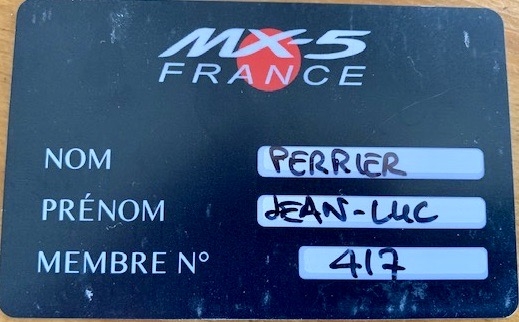 MX-5
FRANCE
NOM PERRIER
PRÉNOM JEAN-LUC
MEMBRE N° 417